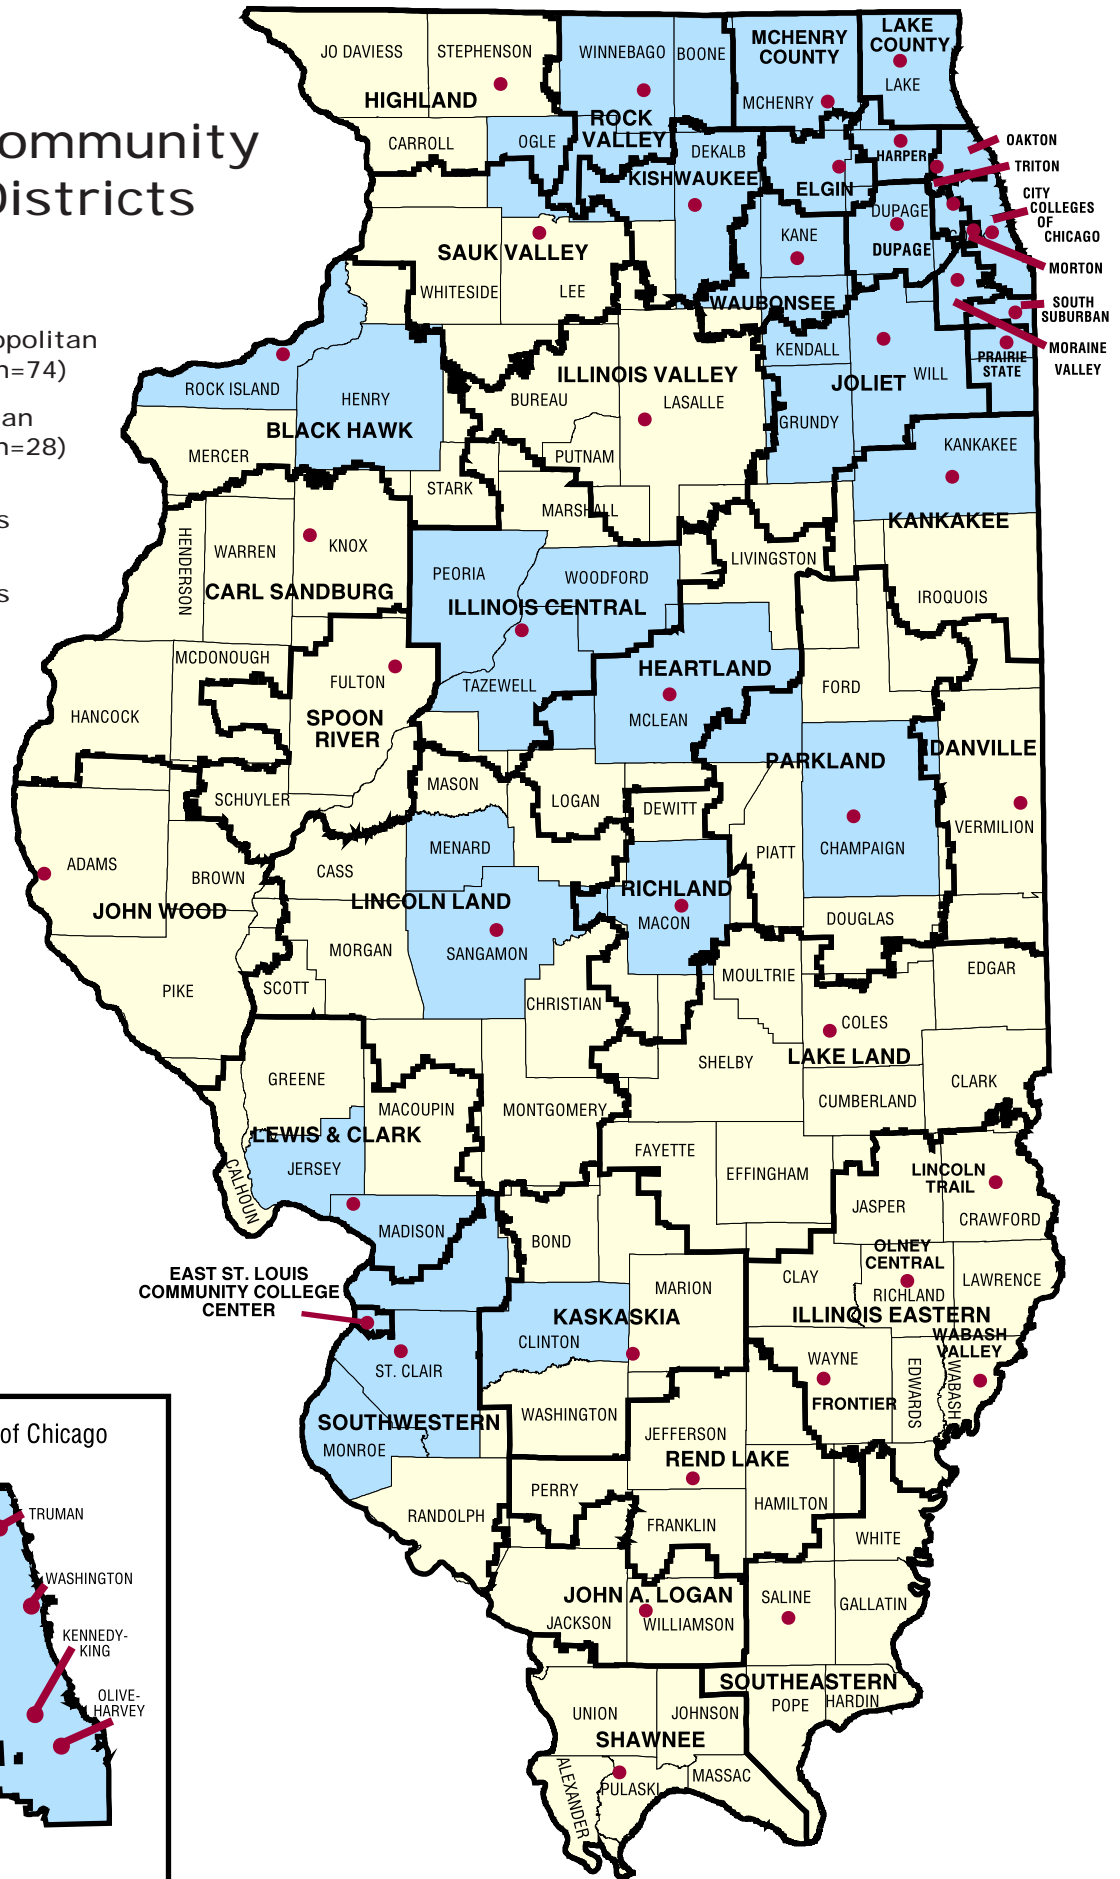 ommunity
Districts
opolitan
n=74)
an
n=28)
s
s
JO DAVIESS
STEPHENSON
WINNEBAGO
BOONE
MCHENRY
COUNTY
LAKE
COUNTY
LAKE
HIGHLAND
MCHENRY
ROCK
VALLEY
CARROLL
OGLE
DEKALB
HARPER
OAKTON
TRITON
KISHWAUKEE
ELGIN
CITY
COLLEGES
OF
CHICAGO
DUPAGE
KANE
DUPAGE
SAUK VALLEY
MORTON
WHITESIDE
LEE
WAUBONSEE
SOUTH
SUBURBAN
MORAINE
VALLEY
PRAIRIE
STATE
KENDALL
ILLINOIS VALLEY
JOLIET
WILL
ROCK ISLAND
HENRY
BUREAU
LASALLE
BLACK HAWK
GRUNDY
KANKAKEE
MERCER
PUTNAM
STARK
MARSHALL
KANKAKEE
HENDERSON
WARREN
KNOX
LIVINGSTON
CARL SANDBURG
PEORIA
WOODFORD
ILLINOIS CENTRAL
IROQUOIS
MCDONOUGH
HEARTLAND
FULTON
TAZEWELL
FORD
HANCOCK
SPOON
RIVER
MCLEAN
PARKLAND
DANVILLE
MASON
SCHUYLER
LOGAN
DEWITT
VERMILION
MENARD
PIATT
CHAMPAIGN
ADAMS
BROWN
CASS
RICHLAND
LINCOLN LAND
JOHN WOOD
MACON
DOUGLAS
MORGAN
SANGAMON
MOULTRIE
EDGAR
PIKE
SCOTT
CHRISTIAN
COLES
SHELBY
LAKE LAND
GREENE
CLARK
MACOUPIN
MONTGOMERY
CUMBERLAND
LEWIS & CLARK
FAYETTE
JERSEY
EFFINGHAM
LINCOLN
TRAIL
CALHOUN
JASPER
CRAWFORD
MADISON
BOND
OLNEY
CENTRAL
EAST ST. LOUIS
COMMUNITY COLLEGE
CENTER
CLAY
LAWRENCE
MARION
RICHLAND
KASKASKIA
ILLINOIS EASTERN
CLINTON
WABASH
VALLEY
ST. CLAIR
WAYNE
EDWARDS
WABASH
FRONTIER
WASHINGTON
SOUTHWESTERN
JEFFERSON
MONROE
REND LAKE
PERRY
RANDOLPH
HAMILTON
FRANKLIN
WHITE
JOHN A. LOGAN
SALINE
GALLATIN
JACKSON
WILLIAMSON
SOUTHEASTERN
UNION
JOHNSON
POPE
HARDIN
SHAWNEE
ALEXANDER
PULASKI
MASSAC
of Chicago
TRUMAN
WASHINGTON
KENNEDY-
KING
OLIVE-
HARVEY